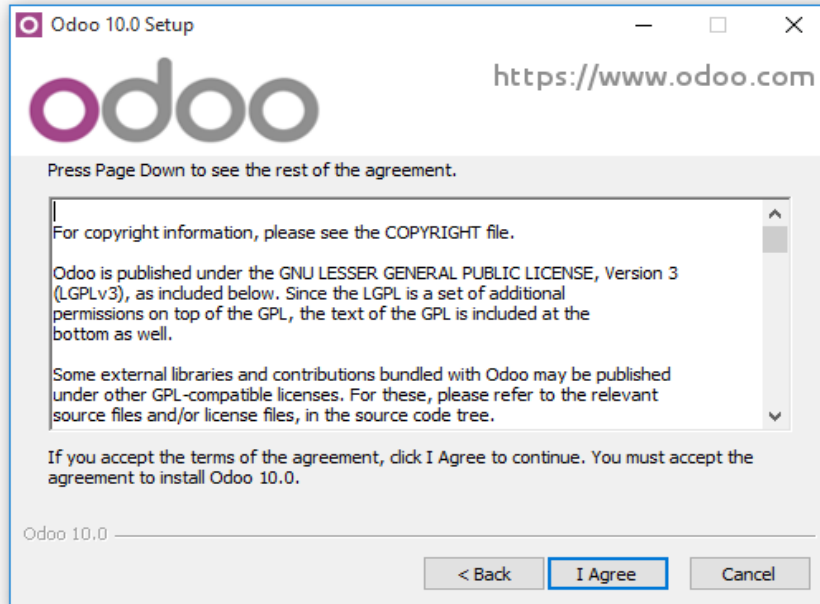 Odoo 10.0 Setup
odoo
https://www.odoo.com
Press Page Down to see the rest of the agreement.
For copyright information, please see the COPYRIGHT file.
Odoo is published under the GNU LESSER GENERAL PUBLIC LICENSE, Version 3
(LGPLv3), as included below. Since the LGPL is a set of additional
permissions on top of the GPL, the text of the GPL is included at the
bottom as well.
Some external libraries and contributions bundled with Odoo may be published
under other GPL-compatible licenses. For these, please refer to the relevant
source files and/or license files, in the source code tree.
If you accept the terms of the agreement, click I Agree to continue. You must accept the
agreement to install Odoo 10.0.
Odoo 10.0
< Back
I Agree
Cancel